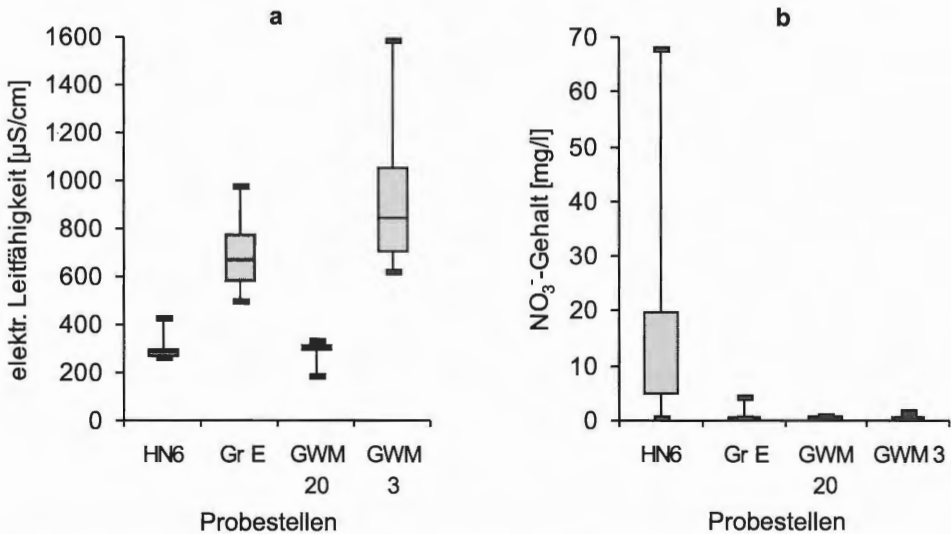 a
elektr. Leitfähigkeit [µS/cm]
1600
1400
1200
1000
800
600
400
200
0
HN6 Gr E GWM 20 GWM 3
Probestellen
b
NO₃⁻-Gehalt [mg/l]
70
60
50
40
30
20
10
0
HN6 Gr E GWM 20 GWM 3
Probestellen